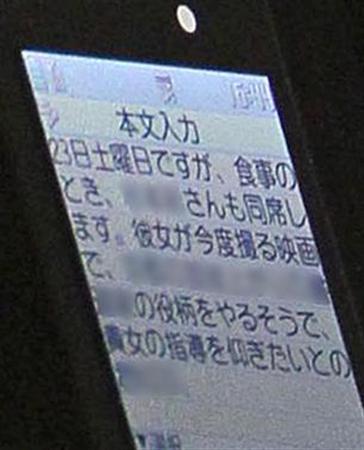 本文入力
23日土曜日ですが、食事の
とき、 さんも同席し
ます。彼女が今度撮る映画
で、
の役柄をやるそうで、
貴女の指導を仰きたいとの